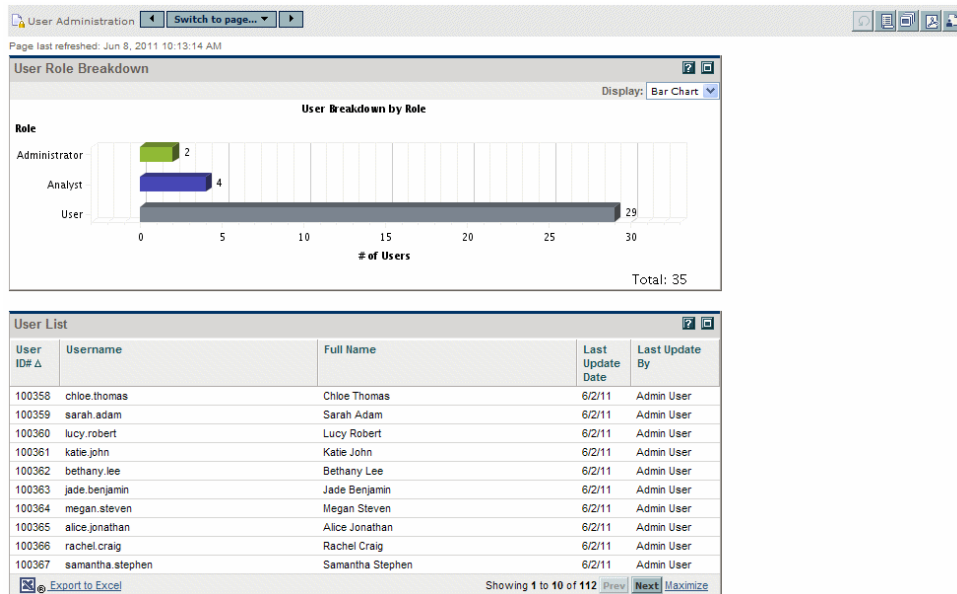 User Administration Switch to page...
Page last refreshed: Jun 8, 2011 10:13:14 AM
User Role Breakdown ?
Display: Bar Chart
User Breakdown by Role
Role
Administrator 2
Analyst 4
User 29
0 5 10 15 20 25 30
# of Users
Total: 35
User List ?
User ID# Δ Username Full Name Last Update Date Last Update By
100358 chloe.thomas Chloe Thomas 6/2/11 Admin User
100359 sarah.adam Sarah Adam 6/2/11 Admin User
100360 lucy.robert Lucy Robert 6/2/11 Admin User
100361 katie.john Katie John 6/2/11 Admin User
100362 bethany.lee Bethany Lee 6/2/11 Admin User
100363 jade.benjamin Jade Benjamin 6/2/11 Admin User
100364 megan.steven Megan Steven 6/2/11 Admin User
100365 alice.jonathan Alice Jonathan 6/2/11 Admin User
100366 rachel.craig Rachel Craig 6/2/11 Admin User
100367 samantha.stephen Samantha Stephen 6/2/11 Admin User
Export to Excel Showing 1 to 10 of 112 Prev Next Maximize